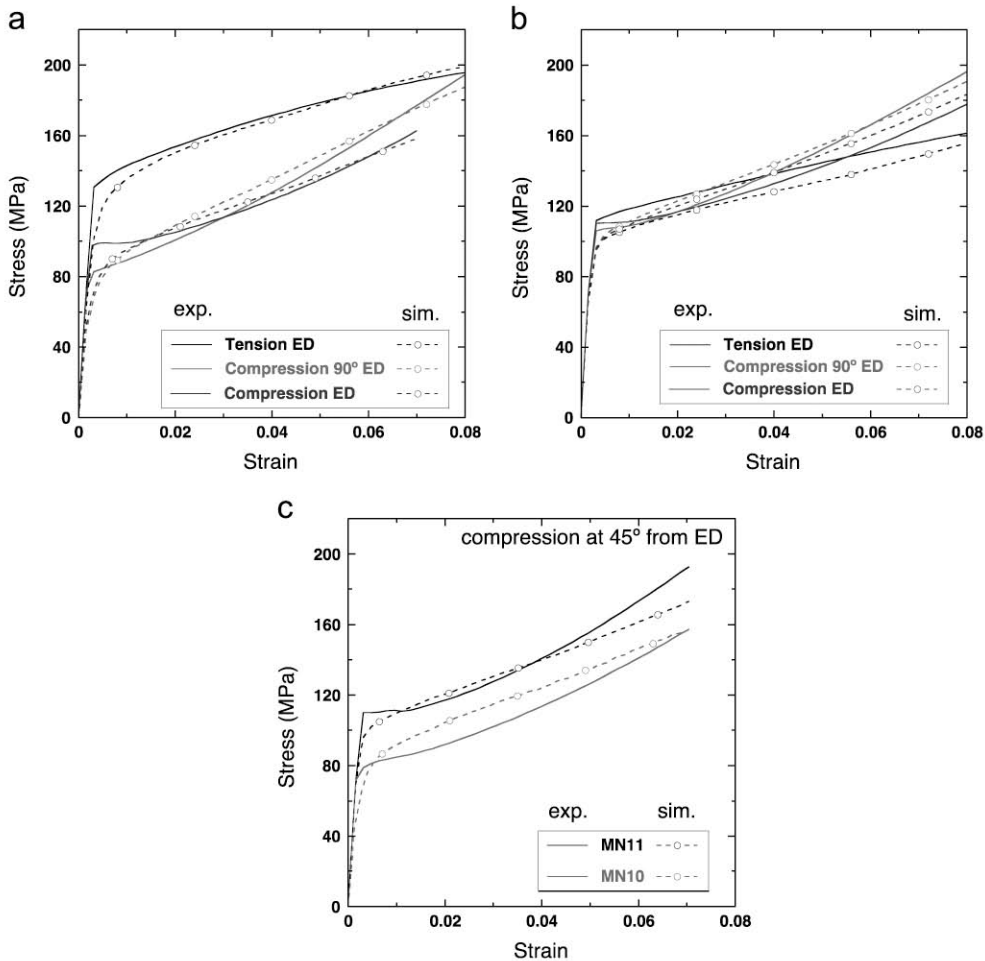 a
200
160
120
80
40
0
Stress (MPa)
exp. sim.
Tension ED
Compression 90º ED
Compression ED
0.02 0.04 0.06 0.08
Strain
b
200
160
120
80
40
0
Stress (MPa)
exp. sim.
Tension ED
Compression 90º ED
Compression ED
0 0.02 0.04 0.06 0.08
Strain
c
compression at 45º from ED
200
160
120
80
40
0
Stress (MPa)
exp. sim.
MN11
MN10
0 0.02 0.04 0.06 0.08
Strain